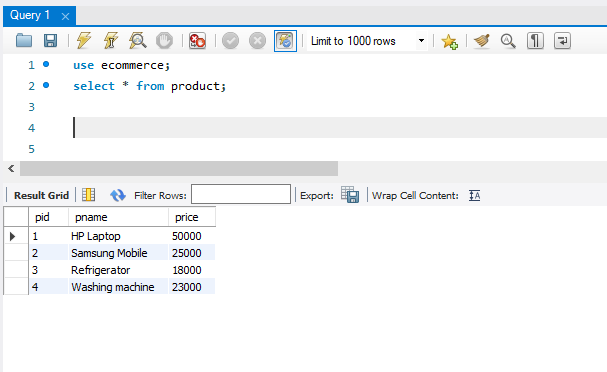 Query 1
Limit to 1000 rows
1 use ecommerce;
2 select * from product;
3
4
5
Result Grid Filter Rows: Export: Wrap Cell Content:
pid pname price
1 HP Laptop 50000
2 Samsung Mobile 25000
3 Refrigerator 18000
4 Washing machine 23000